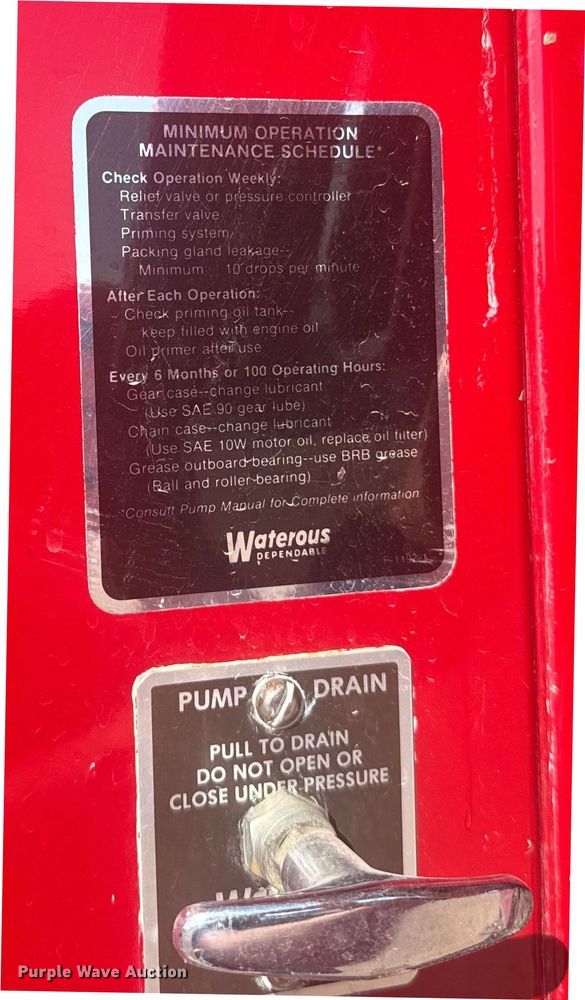 MINIMUM OPERATION
MAINTENANCE SCHEDULE*
Check Operation Weekly:
Relief valve or pressure controller
Transfer valve
Priming system
Packing gland leakage--
Minimum 10 drops per minute
After Each Operation:
Check priming oil tank--
keep filled with engine oil
Oil primer after use
Every 6 Months or 100 Operating Hours:
Gear case--change lubricant
(Use SAE 90 gear lube)
Chain case--change lubricant
(Use SAE 10W motor oil, replace oil filter)
Grease outboard bearing--use BRB grease
(Ball and roller bearing)
*Consult Pump Manual for Complete information
Waterous
DEPENDABLE
PUMP DRAIN
PULL TO DRAIN
DO NOT OPEN OR
CLOSE UNDER PRESSURE
Purple Wave Auction